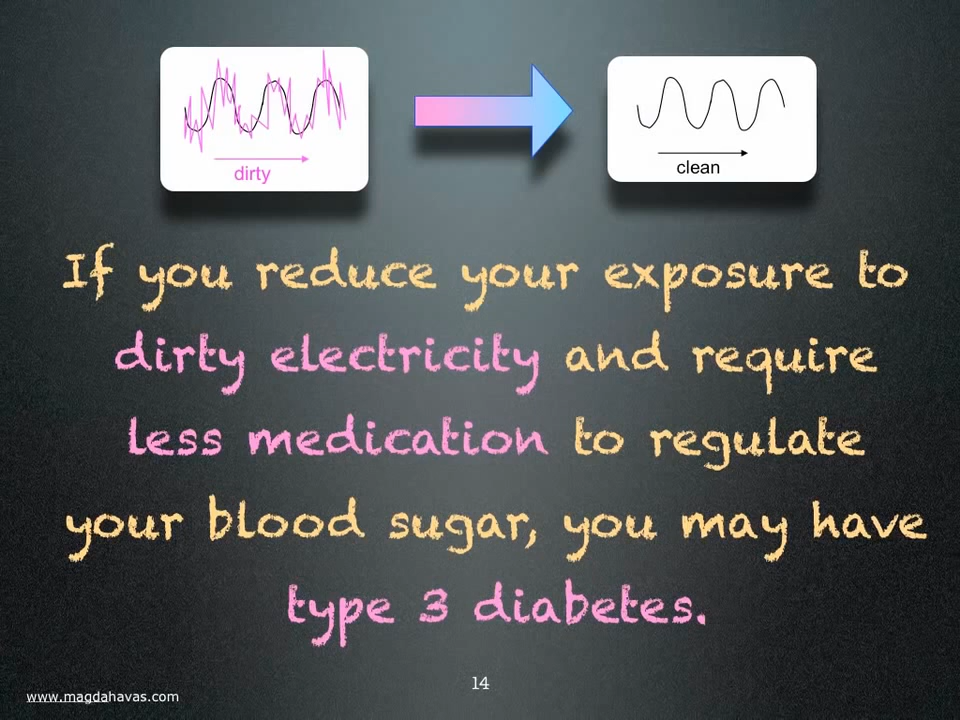 dirty
clean
If you reduce your exposure to
dirty electricity and require
less medication to regulate
your blood sugar, you may have
type 3 diabetes.
14
www.magdahavas.com